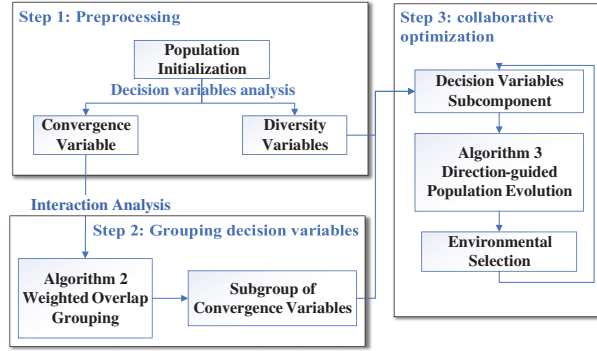 Step 1: Preprocessing
Population
Initialization
Decision variables analysis
Convergence
Variable
Diversity
Variables
Interaction Analysis
Step 2: Grouping decision variables
Algorithm 2
Weighted Overlap
Grouping
Subgroup of
Convergence Variables
Step 3: collaborative
optimization
Decision Variables
Subcomponent
Algorithm 3
Direction-guided
Population Evolution
Environmental
Selection